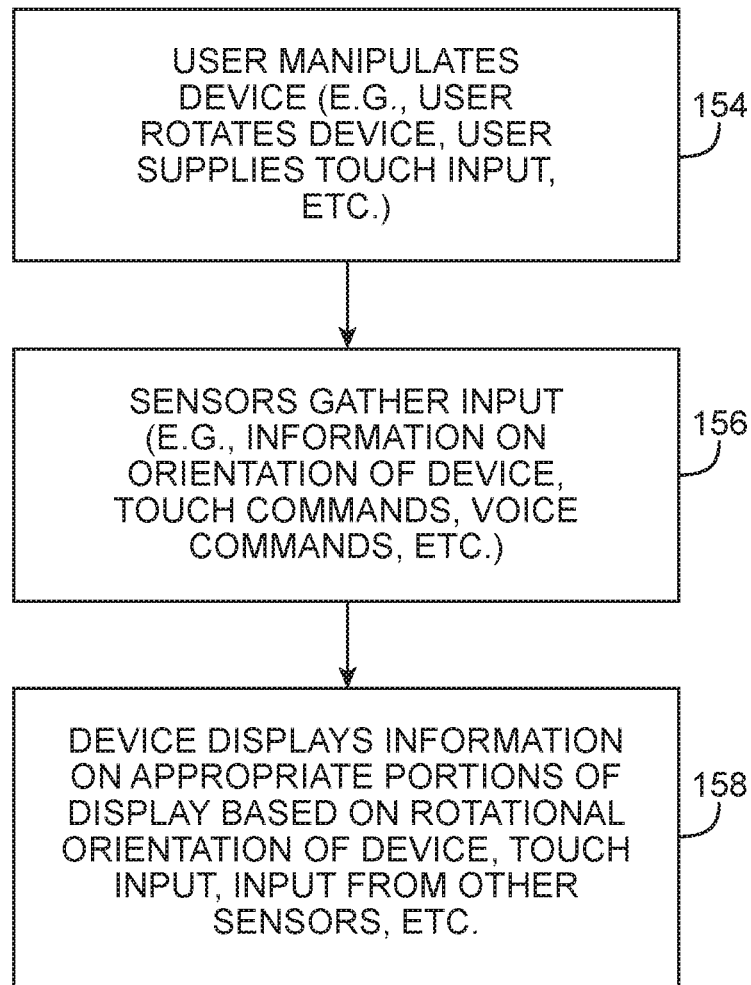 USER MANIPULATES
DEVICE (E.G., USER
ROTATES DEVICE, USER
SUPPLIES TOUCH INPUT,
ETC.)
154
SENSORS GATHER INPUT
(E.G., INFORMATION ON
ORIENTATION OF DEVICE,
TOUCH COMMANDS, VOICE
COMMANDS, ETC.)
156
DEVICE DISPLAYS INFORMATION
ON APPROPRIATE PORTIONS OF
DISPLAY BASED ON ROTATIONAL
ORIENTATION OF DEVICE, TOUCH
INPUT, INPUT FROM OTHER
SENSORS, ETC.
158